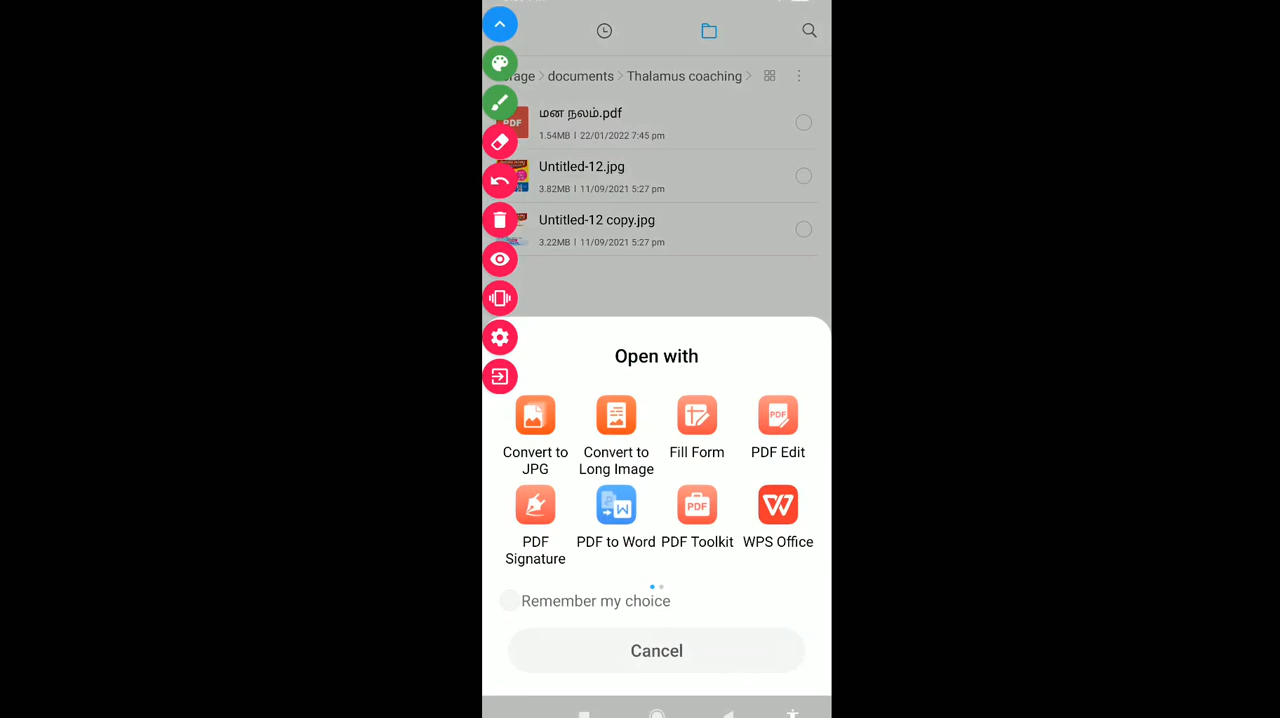 documents
Thalamus coaching
மன நலம்.pdf
PDF
1.54MB | 22/01/2022 7:45 pm
Untitled-12.jpg
3.82MB | 11/09/2021 5:27 pm
Untitled-12 copy.jpg
3.22MB | 11/09/2021 5:27 pm
Open with
PDF
Convert to JPG
Convert to Long Image
Fill Form
PDF Edit
W
PDF
W
PDF Signature
PDF to Word
PDF Toolkit
WPS Office
Remember my choice
Cancel